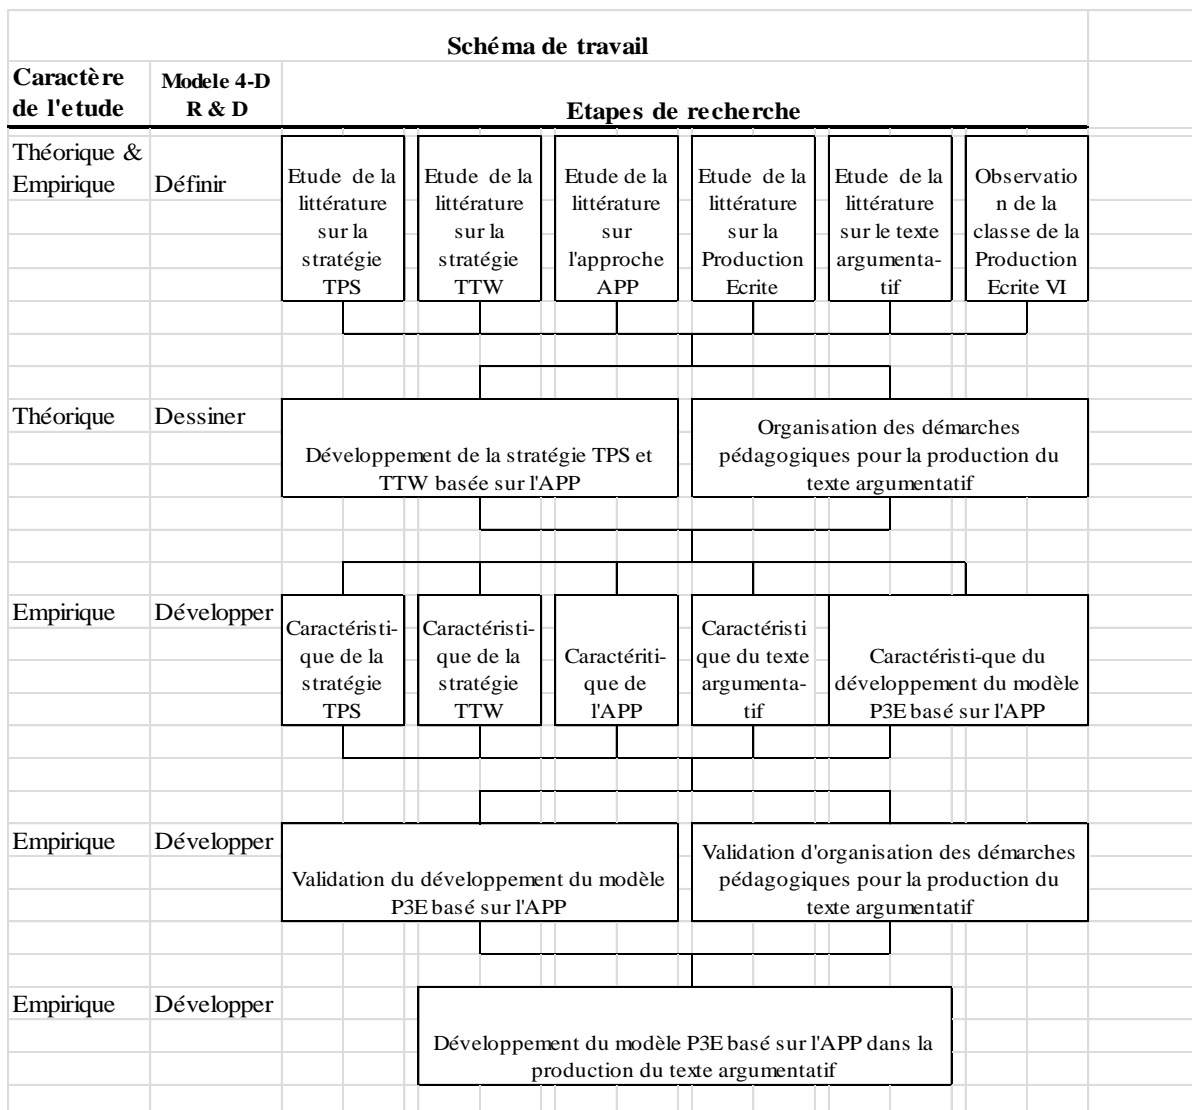 Schéma de travail
Caractère
de l'etude
Modele 4-D
R & D
Etapes de recherche
Théorique &
Empirique
Définir
Etude de la
littérature
sur la
stratégie
TPS
Etude de la
littérature
sur la
stratégie
TTW
Etude de la
littérature
sur
l'approche
APP
Etude de la
littérature
sur la
Production
Ecrite
Etude de la
littérature
sur le texte
argumenta-
tif
Observatio
n de la
classe de la
Production
Ecrite VI
Théorique
Dessiner
Développement de la stratégie TPS et
TTW basée sur l'APP
Organisation des démarches
pédagogiques pour la production du
texte argumentatif
Empirique
Développer
Caractéristi-
que de la
stratégie
TPS
Caractéristi-
que de la
stratégie
TTW
Caractériti-
que de
l'APP
Caractéristi
que du texte
argumenta-
tif
Caractéristi-que du
développement du modèle
P3E basé sur l'APP
Empirique
Développer
Validation du développement du modèle
P3E basé sur l'APP
Validation d'organisation des démarches
pédagogiques pour la production du
texte argumentatif
Empirique
Développer
Développement du modèle P3E basé sur l'APP dans la
production du texte argumentatif